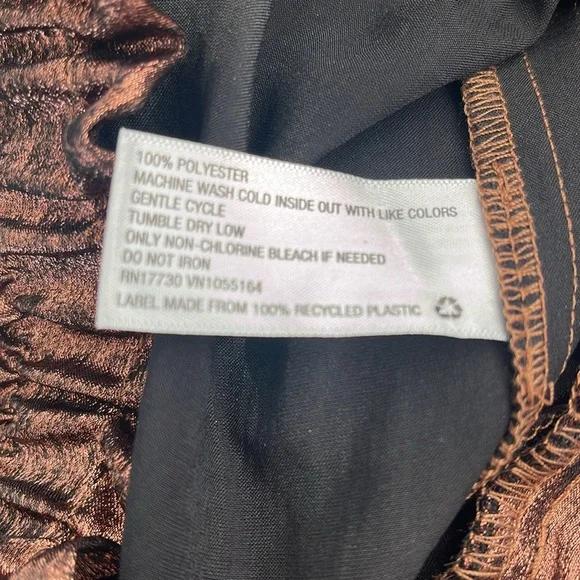 100% POLYESTER
MACHINE WASH COLD INSIDE OUT WITH LIKE COLORS
GENTLE CYCLE
TUMBLE DRY LOW
ONLY NON-CHLORINE BLEACH IF NEEDED
DO NOT IRON
RN17730 VN1055164
LABEL MADE FROM 100% RECYCLED PLASTIC